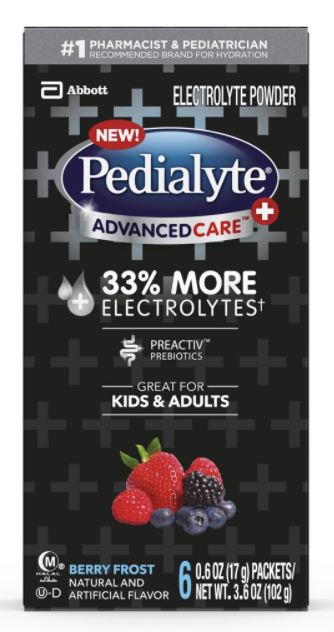 #1 PHARMACIST & PEDIATRICIAN
RECOMMENDED BRAND FOR HYDRATION
Abbott
ELECTROLYTE POWDER
NEW!
Pedialyte®
ADVANCEDCARE™+
33% MORE
ELECTROLYTES†
PREACTIV™
PREBIOTICS
GREAT FOR
KIDS & ADULTS
M®
HALAL
حلال
U-D
BERRY FROST
NATURAL AND
ARTIFICIAL FLAVOR
6 0.6 OZ (17 g) PACKETS/
NET WT. 3.6 OZ (102 g)